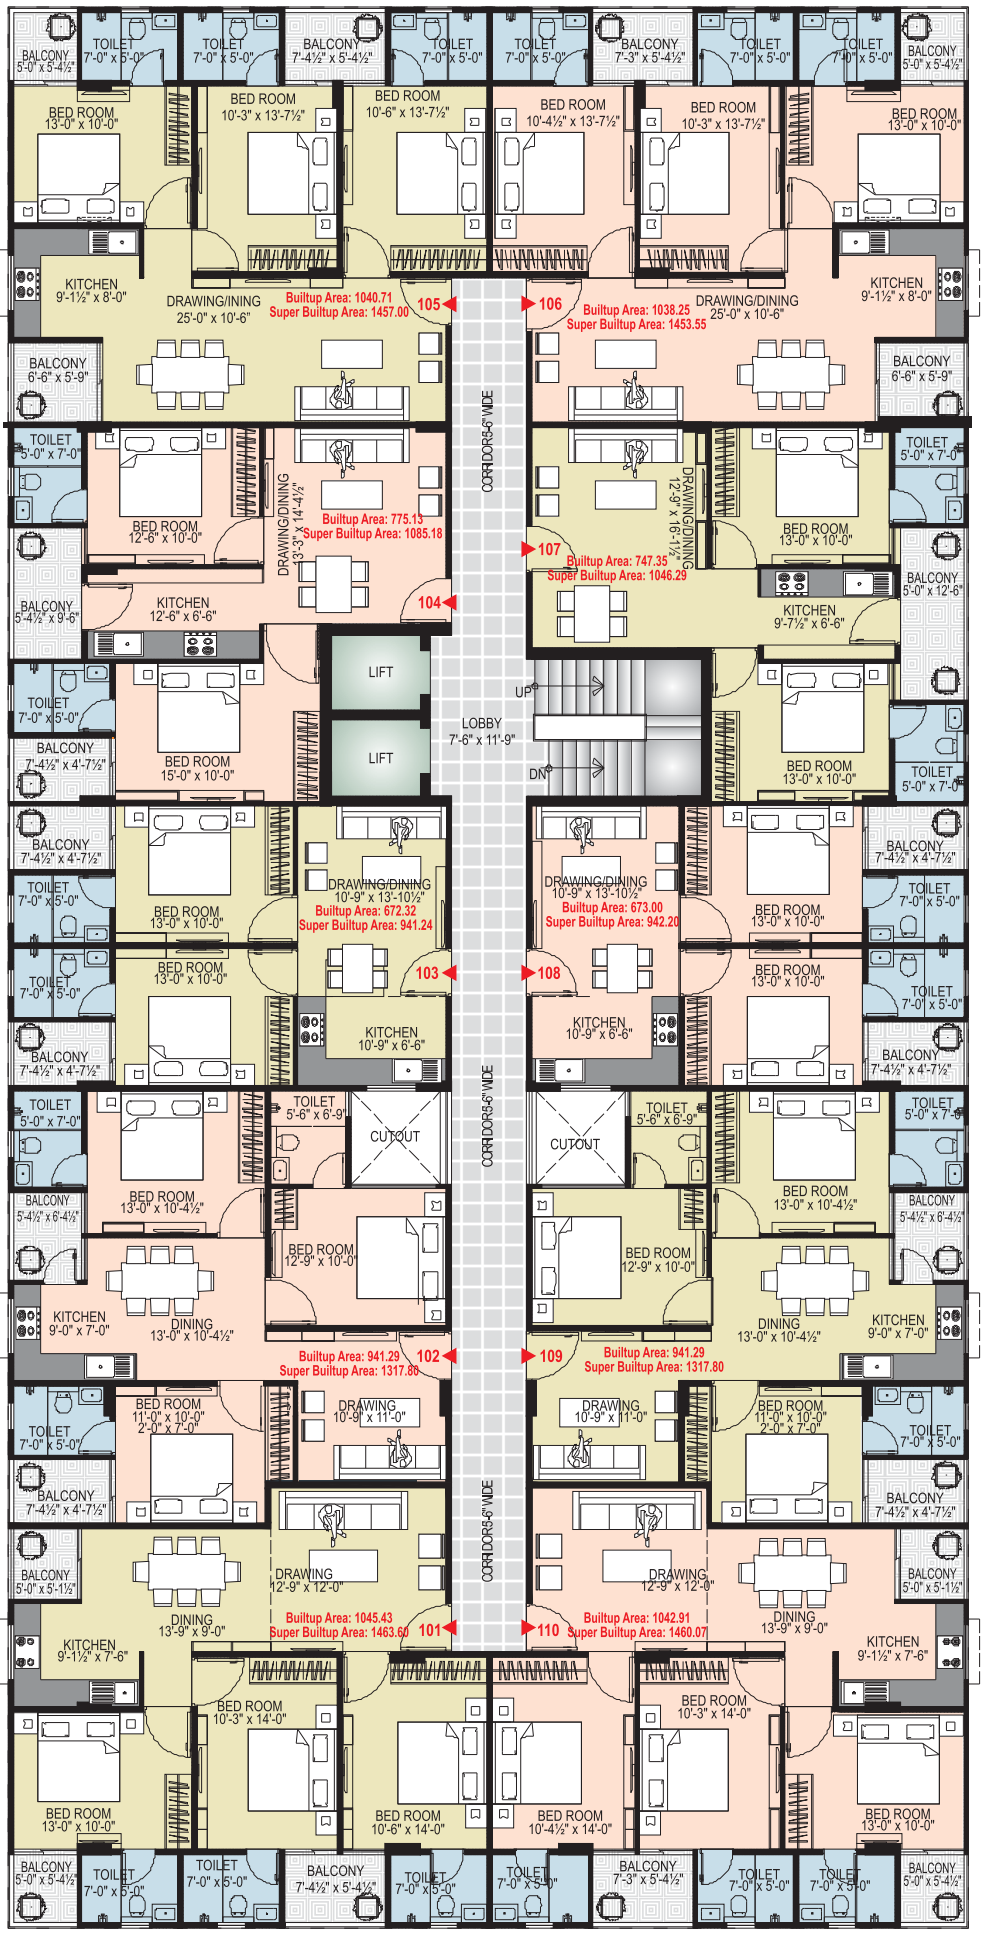 BALCONY
5'-0" x 5'-4½"
TOILET
7'-0" x 5'-0"
TOILET
7'-0" x 5'-0"
BALCONY
7'-4½" x 5'-4½"
TOILET
7'-0" x 5'-0"
TOILET
7'-0" x 5'-0"
BALCONY
7'-3" x 5'-4½"
TOILET
7'-0" x 5'-0"
TOILET
7'-0" x 5'-0"
BALCONY
5'-0" x 5'-4½"
BED ROOM
13'-0" x 10'-0"
BED ROOM
10'-3" x 13'-7½"
BED ROOM
10'-6" x 13'-7½"
BED ROOM
10'-4½" x 13'-7½"
BED ROOM
10'-3" x 13'-7½"
BED ROOM
13'-0" x 10'-0"
KITCHEN
9'-1½" x 8'-0"
DRAWING/INING
25'-0" x 10'-6"
Builtup Area: 1040.71
Super Builtup Area: 1457.00
105
106
Builtup Area: 1038.25
Super Builtup Area: 1453.55
DRAWING/DINING
25'-0" x 10'-6"
KITCHEN
9'-1½" x 8'-0"
BALCONY
6'-6" x 5'-9"
BALCONY
6'-6" x 5'-9"
CORRIDOR 5'-6" WIDE
TOILET
5'-0" x 7'-0"
BED ROOM
12'-6" x 10'-0"
DRAWING/DINING
13'-3" x 14'-4½"
Builtup Area: 775.13
Super Builtup Area: 1085.18
104
BALCONY
5'-4½" x 9'-6"
KITCHEN
12'-6" x 6'-6"
DRAWING/DINING
12'-9" x 16'-1½"
107
Builtup Area: 747.35
Super Builtup Area: 1046.29
BED ROOM
13'-0" x 10'-0"
TOILET
5'-0" x 7'-0"
BALCONY
5'-0" x 12'-6"
KITCHEN
9'-7½" x 6'-6"
LIFT
LIFT
LOBBY
7'-6" x 11'-9"
UP
DN
TOILET
7'-0" x 5'-0"
BALCONY
7'-4½" x 4'-7½"
BED ROOM
15'-0" x 10'-0"
BED ROOM
13'-0" x 10'-0"
TOILET
5'-0" x 7'-0"
BALCONY
7'-4½" x 4'-7½"
TOILET
7'-0" x 5'-0"
BED ROOM
13'-0" x 10'-0"
DRAWING/DINING
10'-9" x 13'-10½"
Builtup Area: 672.32
Super Builtup Area: 941.24
103
DRAWING/DINING
10'-9" x 13'-10½"
Builtup Area: 673.00
Super Builtup Area: 942.20
108
BED ROOM
13'-0" x 10'-0"
BALCONY
7'-4½" x 4'-7½"
TOILET
7'-0" x 5'-0"
TOILET
7'-0" x 5'-0"
BED ROOM
13'-0" x 10'-0"
KITCHEN
10'-9" x 6'-6"
BALCONY
7'-4½" x 4'-7½"
KITCHEN
10'-9" x 6'-6"
BED ROOM
13'-0" x 10'-0"
TOILET
7'-0" x 5'-0"
BALCONY
7'-4½" x 4'-7½"
CORRIDOR 5'-6" WIDE
TOILET
5'-0" x 7'-0"
BED ROOM
13'-0" x 10'-4½"
TOILET
5'-6" x 6'-9"
CUTOUT
CUTOUT
TOILET
5'-6" x 6'-9"
BED ROOM
13'-0" x 10'-4½"
TOILET
5'-0" x 7'-0"
BALCONY
5'-4½" x 6'-4½"
BALCONY
5'-4½" x 6'-4½"
BED ROOM
12'-9" x 10'-0"
BED ROOM
12'-9" x 10'-0"
KITCHEN
9'-0" x 7'-0"
DINING
13'-0" x 10'-4½"
Builtup Area: 941.29
Super Builtup Area: 1317.80
102
109
Builtup Area: 941.29
Super Builtup Area: 1317.80
DINING
13'-0" x 10'-4½"
KITCHEN
9'-0" x 7'-0"
TOILET
7'-0" x 5'-0"
BED ROOM
11'-0" x 10'-0"
2'-0" x 7'-0"
DRAWING
10'-9" x 11'-0"
DRAWING
10'-9" x 11'-0"
BED ROOM
11'-0" x 10'-0"
2'-0" x 7'-0"
TOILET
7'-0" x 5'-0"
BALCONY
7'-4½" x 4'-7½"
BALCONY
7'-4½" x 4'-7½"
CORRIDOR 5'-6" WIDE
BALCONY
5'-0" x 5'-1½"
DRAWING
12'-9" x 12'-0"
DRAWING
12'-9" x 12'-0"
BALCONY
5'-0" x 5'-1½"
KITCHEN
9'-1½" x 7'-6"
DINING
13'-9" x 9'-0"
Builtup Area: 1045.43
Super Builtup Area: 1463.60
101
110
Builtup Area: 1042.91
Super Builtup Area: 1460.07
DINING
13'-9" x 9'-0"
KITCHEN
9'-1½" x 7'-6"
BED ROOM
13'-0" x 10'-0"
BED ROOM
10'-3" x 14'-0"
BED ROOM
10'-6" x 14'-0"
BED ROOM
10'-4½" x 14'-0"
BED ROOM
10'-3" x 14'-0"
BED ROOM
13'-0" x 10'-0"
BALCONY
5'-0" x 5'-4½"
TOILET
7'-0" x 5'-0"
TOILET
7'-0" x 5'-0"
BALCONY
7'-4½" x 5'-4½"
TOILET
7'-0" x 5'-0"
TOILET
7'-0" x 5'-0"
BALCONY
7'-3" x 5'-4½"
TOILET
7'-0" x 5'-0"
TOILET
7'-0" x 5'-0"
BALCONY
5'-0" x 5'-4½"